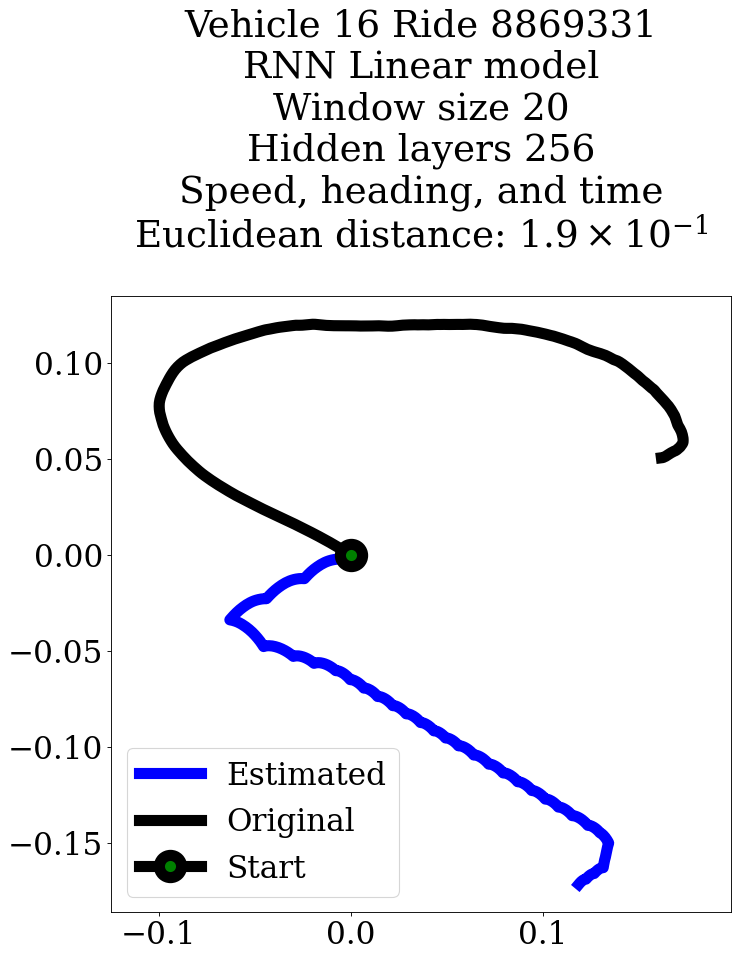 Vehicle 16 Ride 8869331
RNN Linear model
Window size 20
Hidden layers 256
Speed, heading, and time
Euclidean distance: 1.9 × 10⁻¹
0.10
0.05
0.00
−0.05
−0.10
−0.15
Estimated
Original
Start
−0.1 0.0 0.1